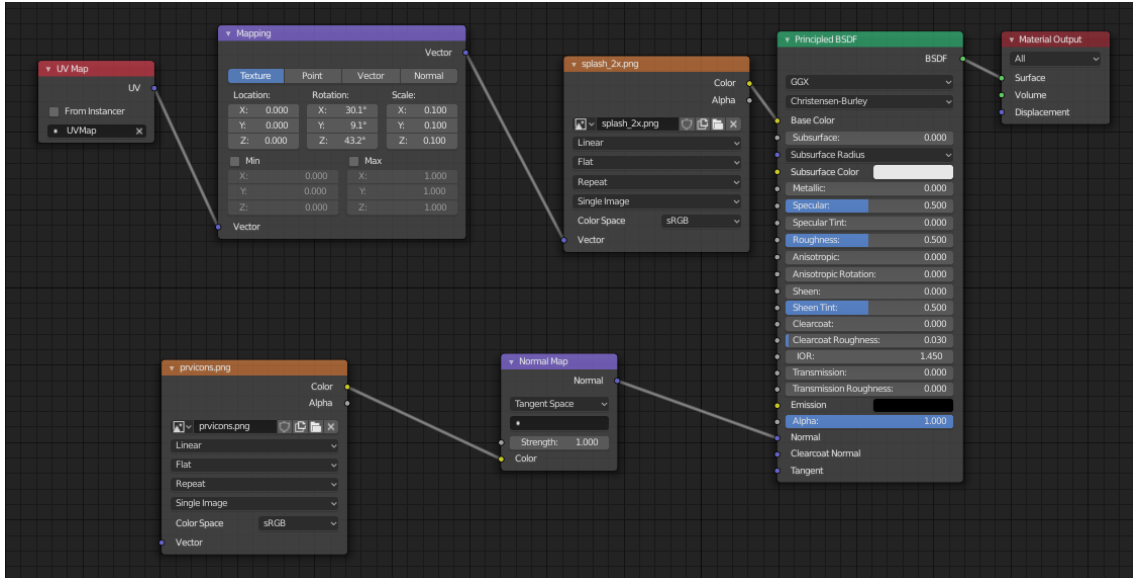 UV Map
UV
From Instancer
UVMap
Mapping
Vector
Texture Point Vector Normal
Location: Rotation: Scale:
X: 0.000 X: 30.1° X: 0.100
Y: 0.000 Y: 9.1° Y: 0.100
Z: 0.000 Z: 43.2° Z: 0.100
Min Max
X: 0.000 X: 1.000
Y: 0.000 Y: 1.000
Z: 0.000 Z: 1.000
Vector
splash_2x.png
Color
Alpha
splash_2x.png
Linear
Flat
Repeat
Single Image
Color Space sRGB
Vector
Principled BSDF
BSDF
GGX
Christensen-Burley
Base Color
Subsurface: 0.000
Subsurface Radius
Subsurface Color
Metallic: 0.000
Specular: 0.500
Specular Tint: 0.000
Roughness: 0.500
Anisotropic: 0.000
Anisotropic Rotation: 0.000
Sheen: 0.000
Sheen Tint: 0.500
Clearcoat: 0.000
Clearcoat Roughness: 0.030
IOR: 1.450
Transmission: 0.000
Transmission Roughness: 0.000
Emission
Alpha: 1.000
Normal
Clearcoat Normal
Tangent
Material Output
All
Surface
Volume
Displacement
prvicons.png
Color
Alpha
prvicons.png
Linear
Flat
Repeat
Single Image
Color Space sRGB
Vector
Normal Map
Normal
Tangent Space
Strength: 1.000
Color